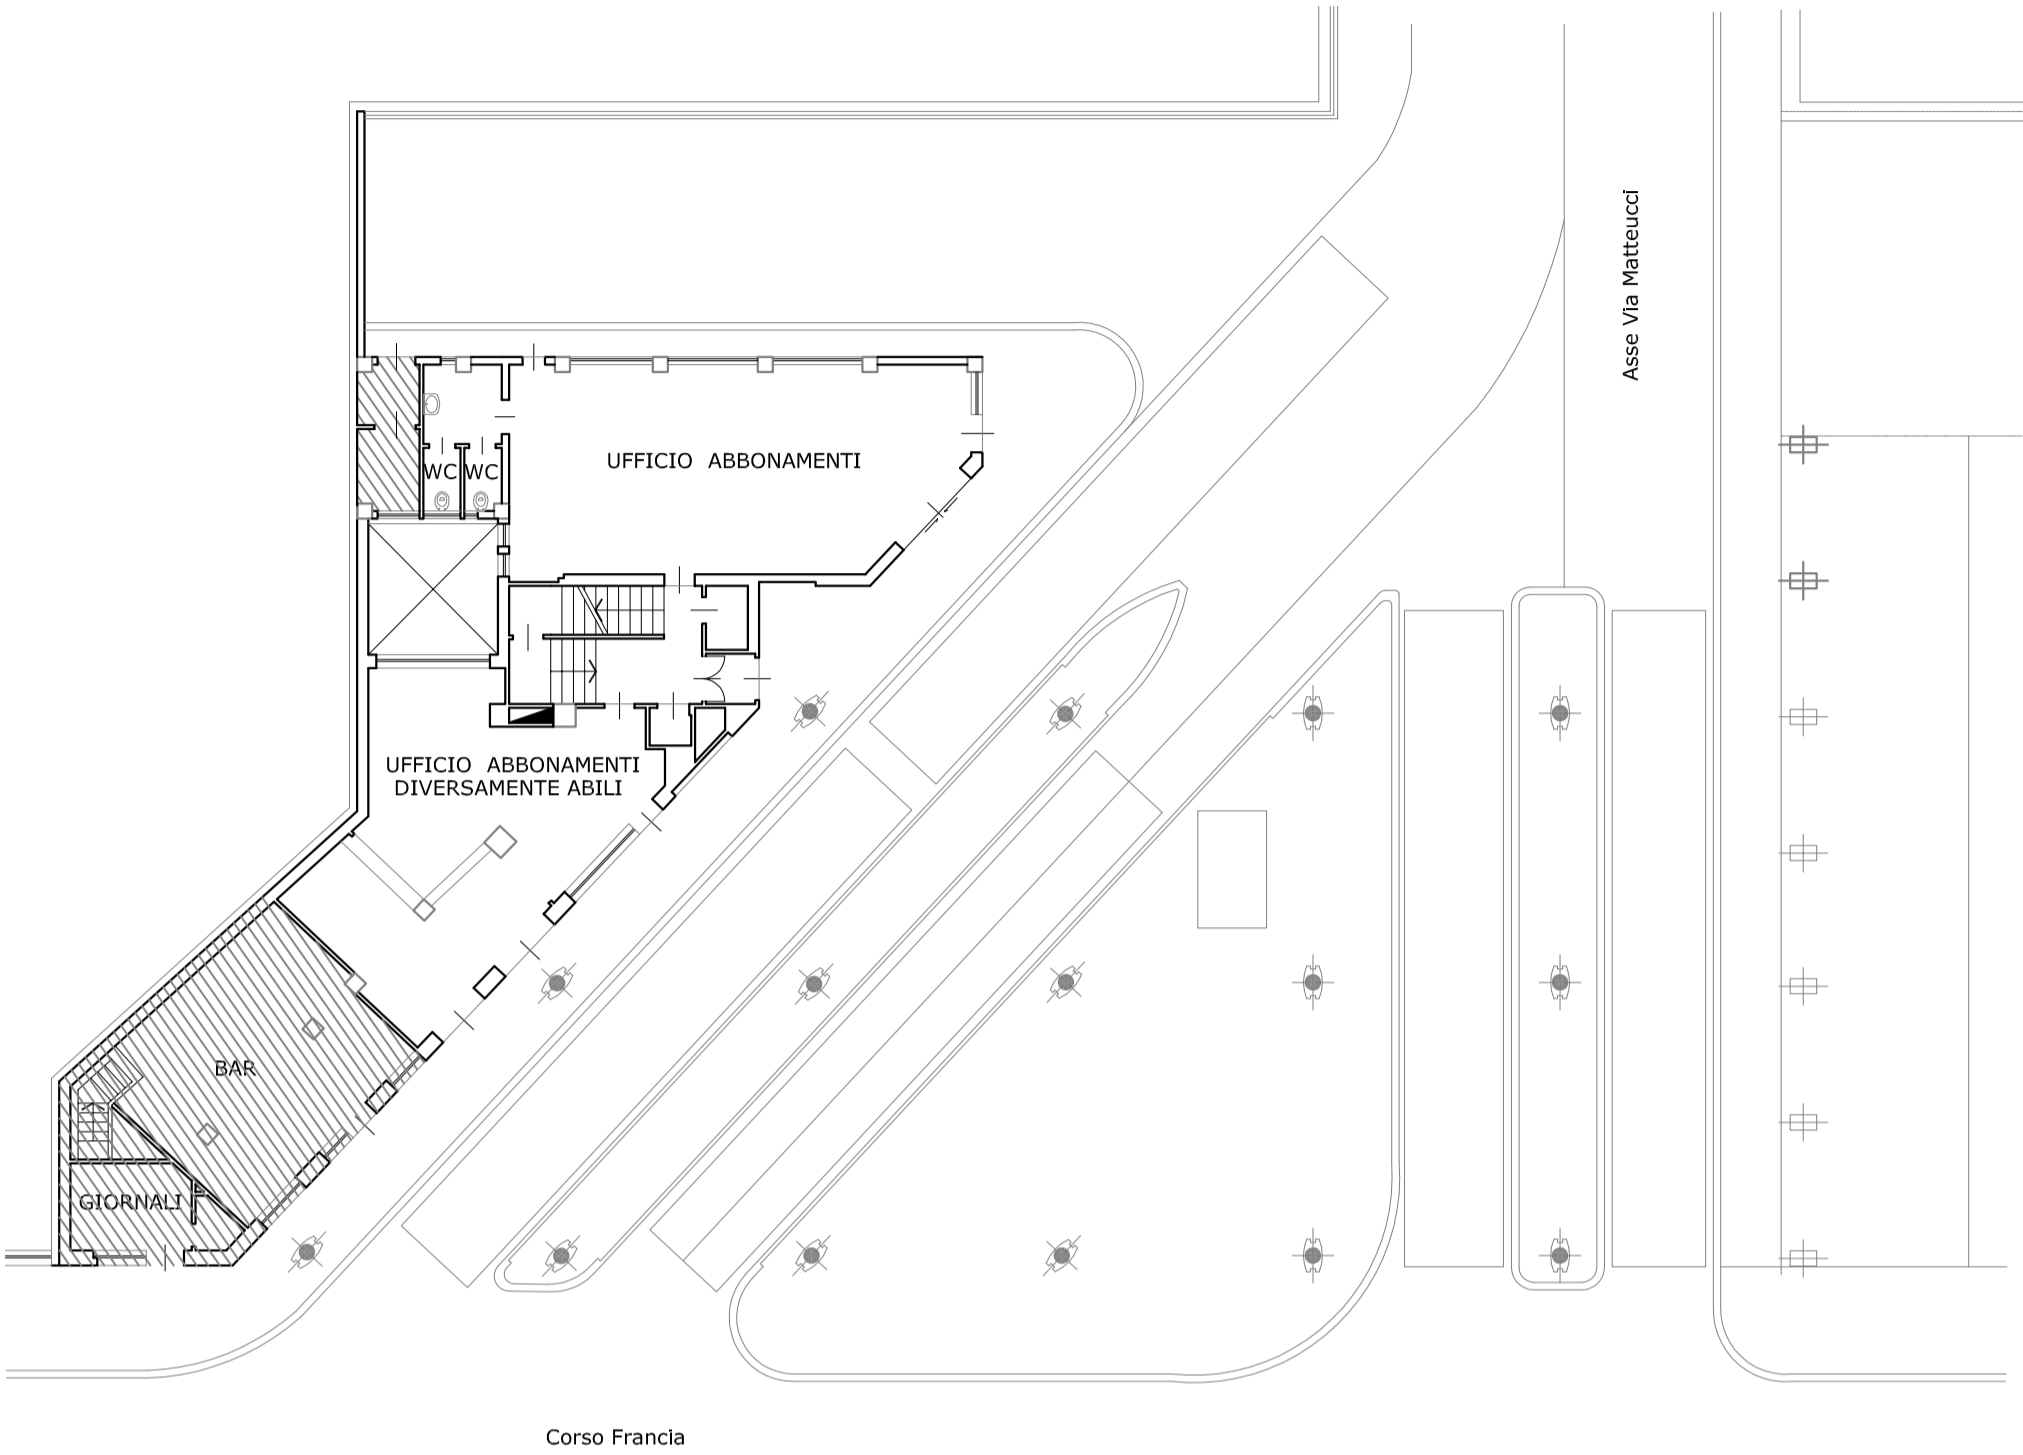 Asse Via Matteucci
WC WC
UFFICIO ABBONAMENTI
UFFICIO ABBONAMENTI
DIVERSAMENTE ABILI
BAR
GIORNALI
Corso Francia